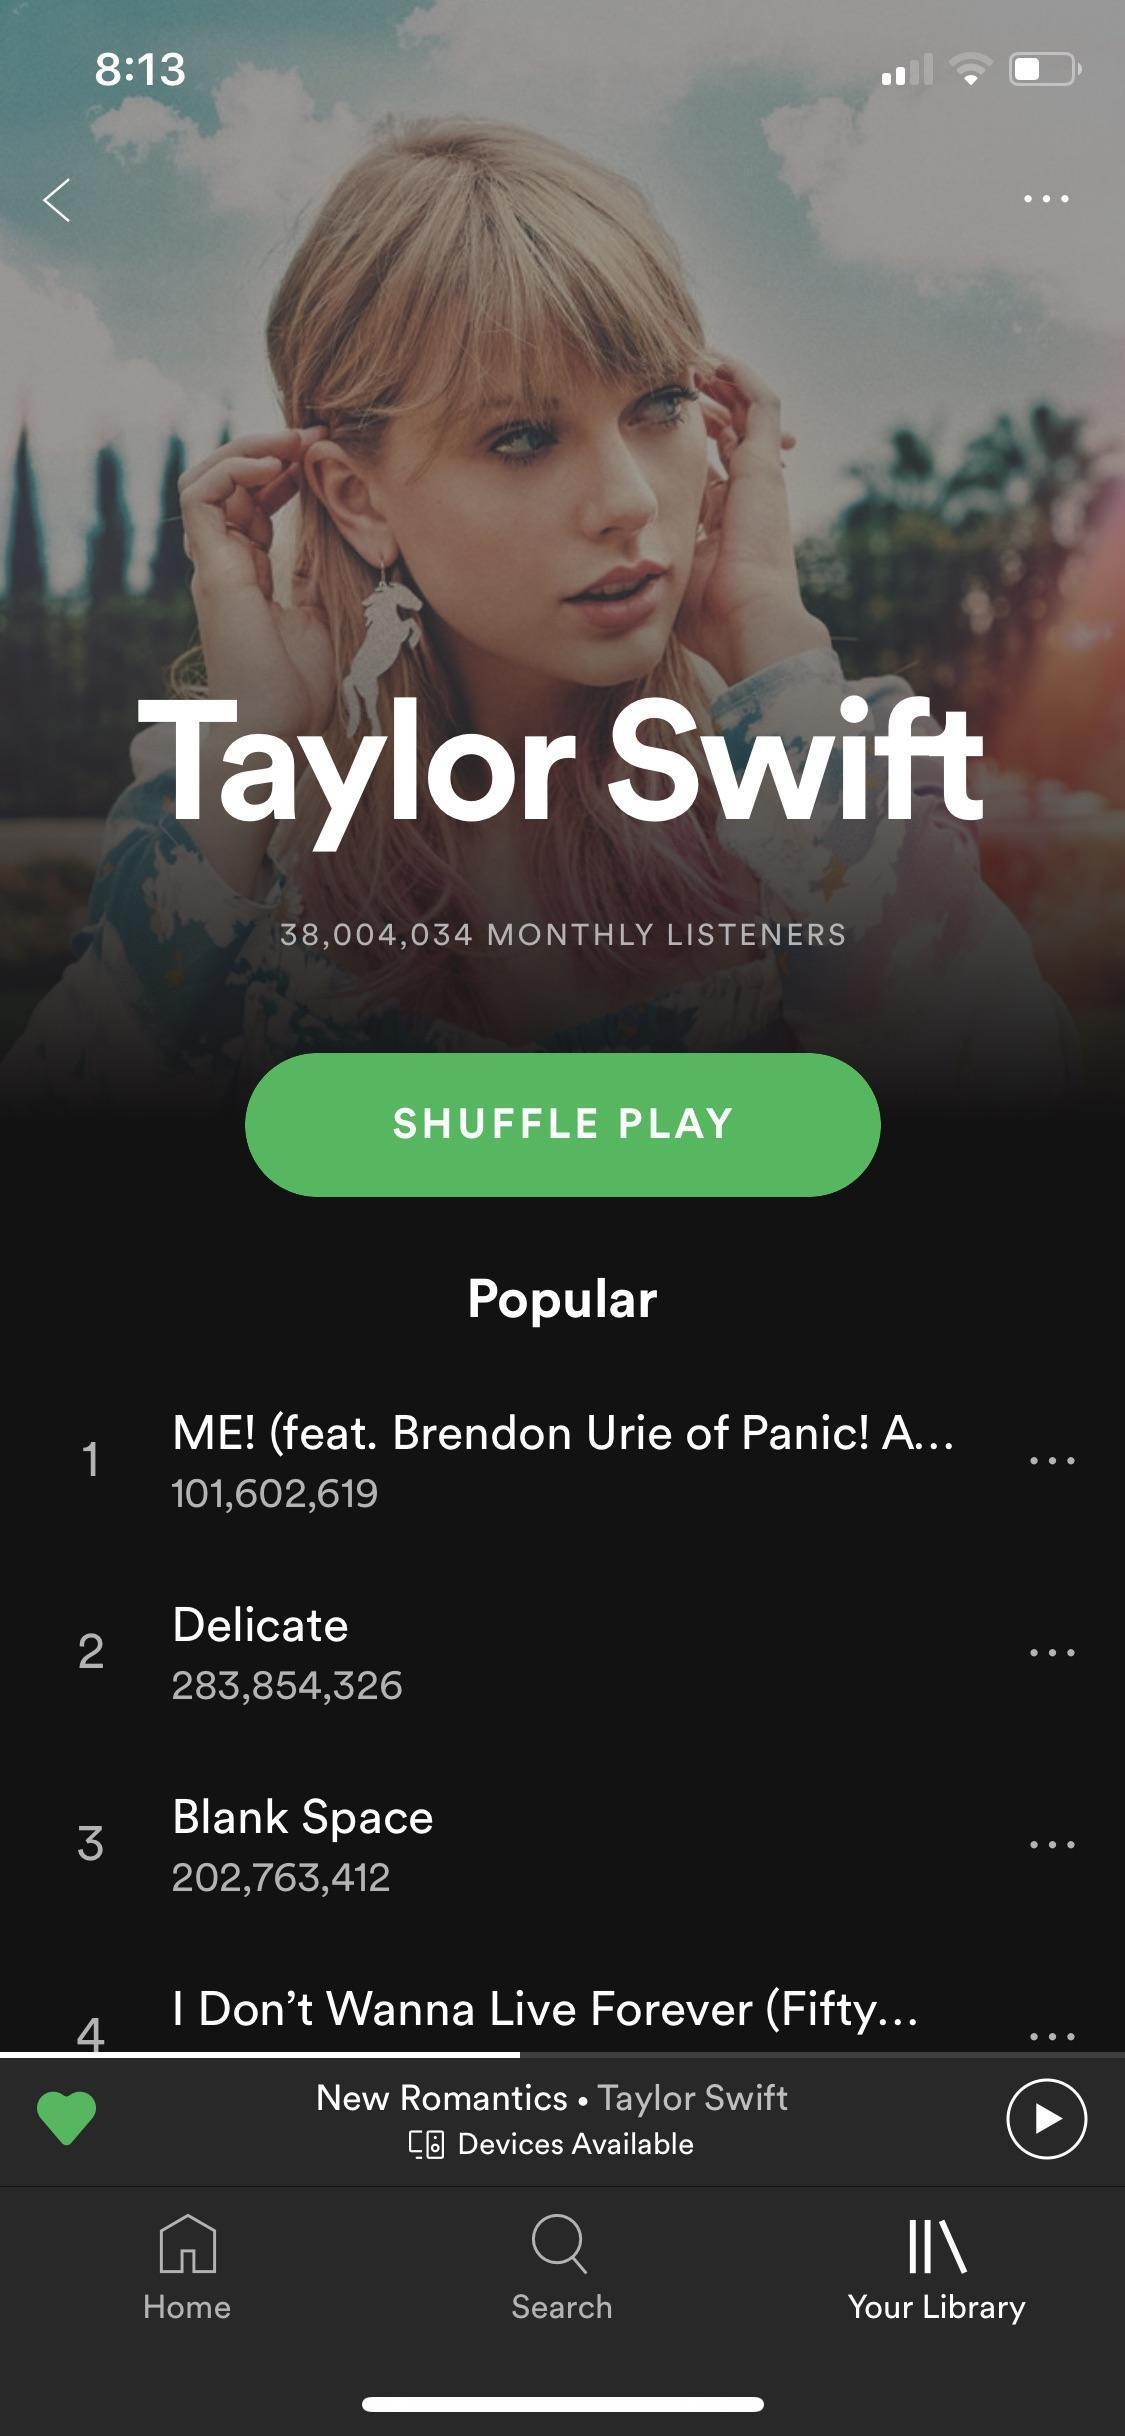 8:13
Taylor Swift
38,004,034 MONTHLY LISTENERS
SHUFFLE PLAY
Popular
1
ME! (feat. Brendon Urie of Panic! A...
101,602,619
2
Delicate
283,854,326
3
Blank Space
202,763,412
4
I Don’t Wanna Live Forever (Fifty...
New Romantics • Taylor Swift
Devices Available
Home
Search
Your Library